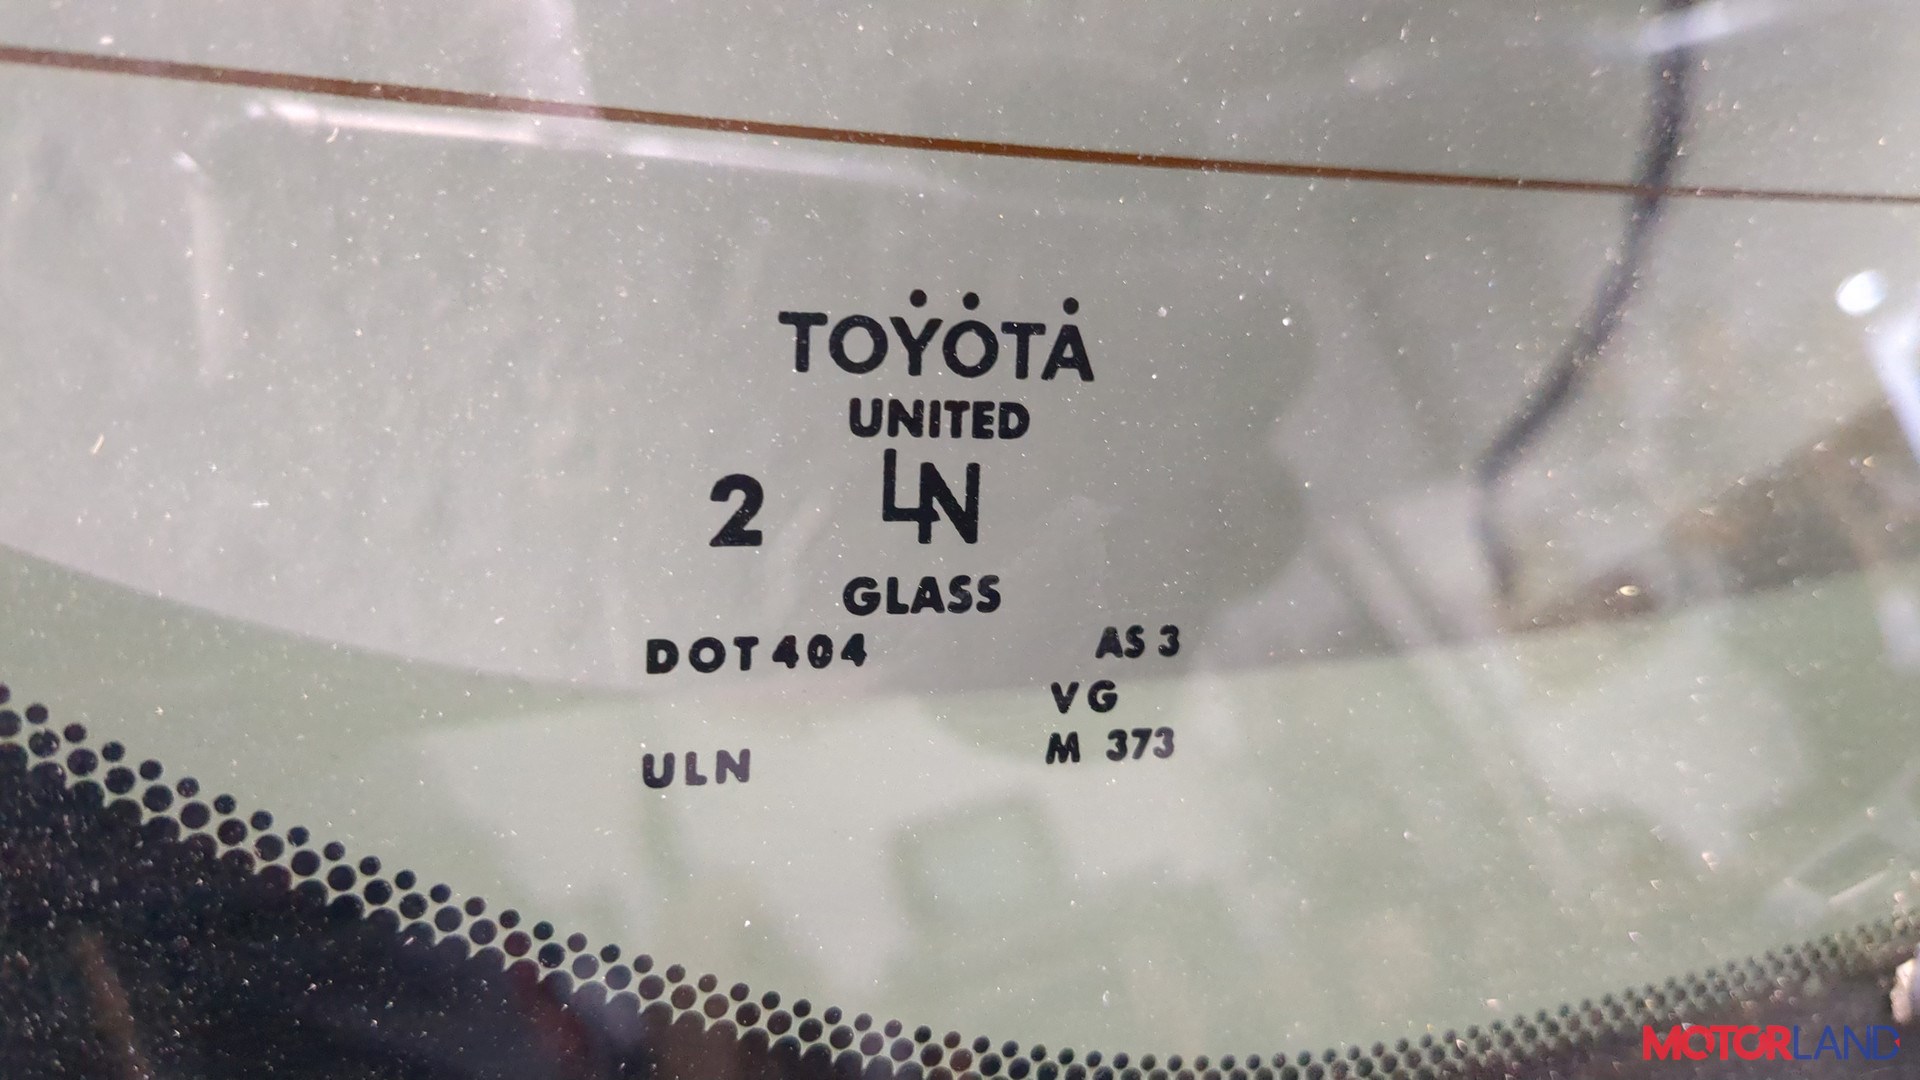 TOYOTA
UNITED
2 LN
GLASS
DOT 404 AS 3
VG
ULN M 373
MOTORLAND